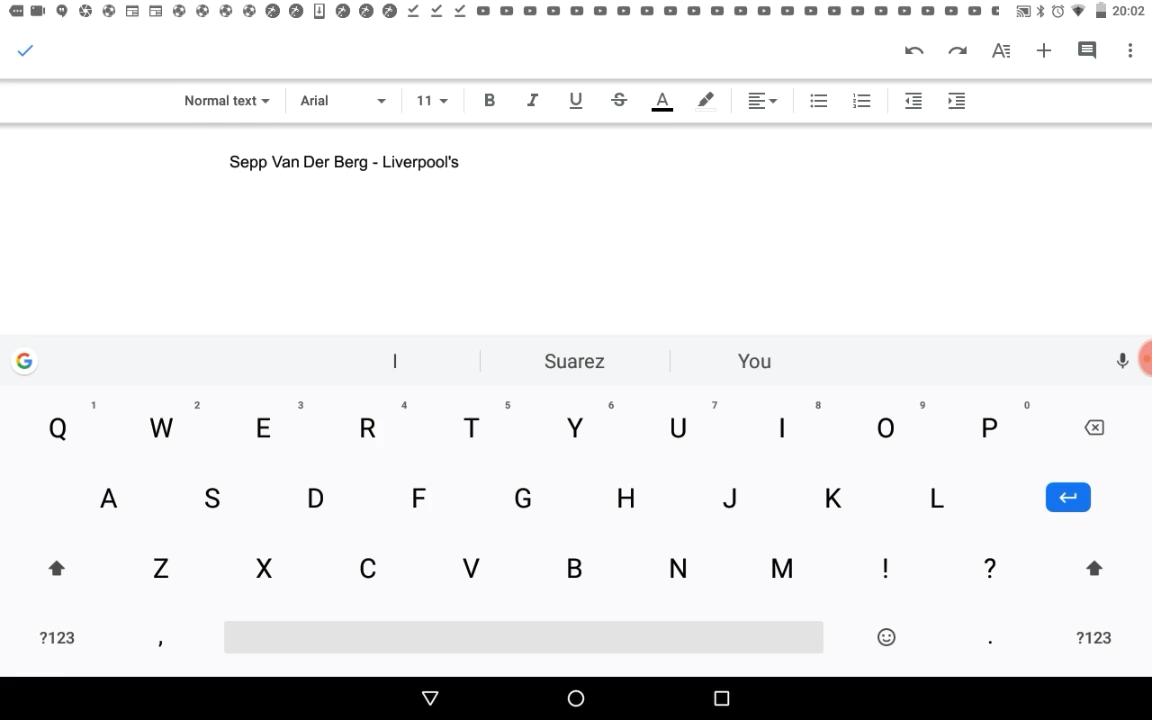 20:02
Normal text Arial 11 B I U S A
Sepp Van Der Berg - Liverpool's
G I Suarez You
1 2 3 4 5 6 7 8 9 0
Q W E R T Y U I O P
A S D F G H J K L
Z X C V B N M ! ?
?123 , . ?123